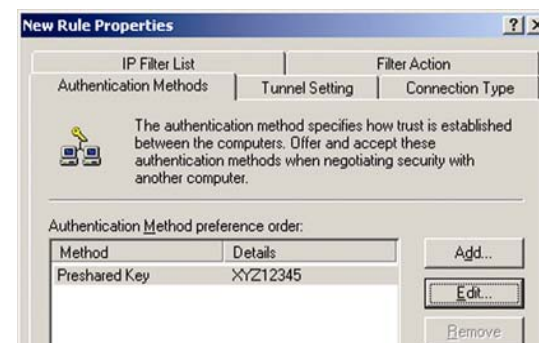 New Rule Properties
IP Filter List Filter Action
Authentication Methods Tunnel Setting Connection Type
The authentication method specifies how trust is established
between the computers. Offer and accept these
authentication methods when negotiating security with
another computer.
Authentication Method preference order:
Method Details
Preshared Key XYZ12345
Add...
Edit...
Remove